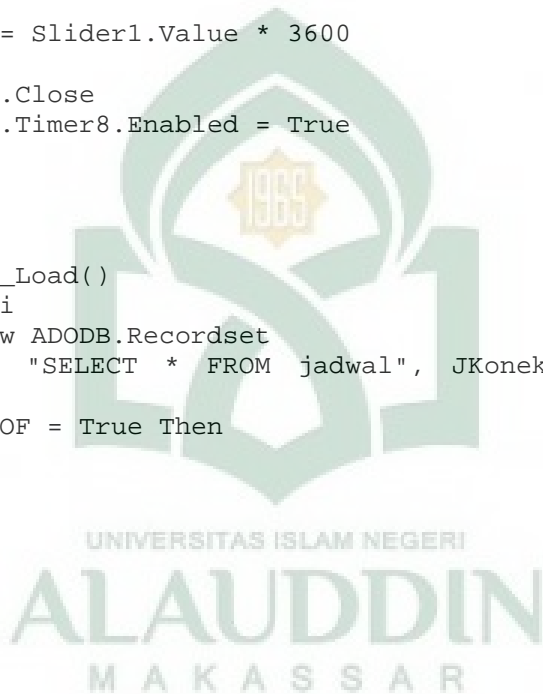 = Slider1.Value * 3600
.Close
.Timer8.Enabled = True
1965
_Load()
i
w ADODB.Recordset
"SELECT * FROM jadwal", JKonek
OF = True Then
UNIVERSITAS ISLAM NEGERI
ALAUDDIN
MAKASSAR